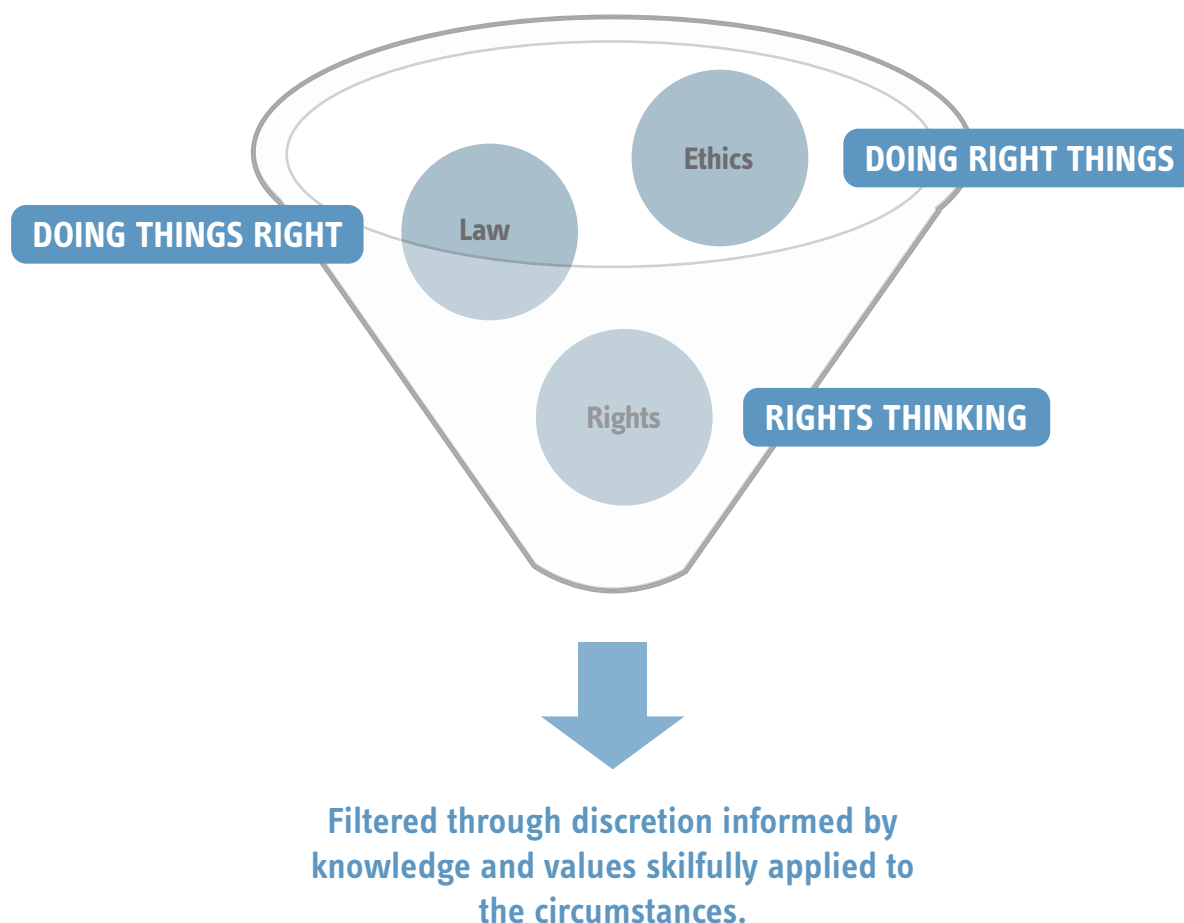 Ethics
DOING RIGHT THINGS
DOING THINGS RIGHT
Law
Rights
RIGHTS THINKING
Filtered through discretion informed by
knowledge and values skilfully applied to
the circumstances.